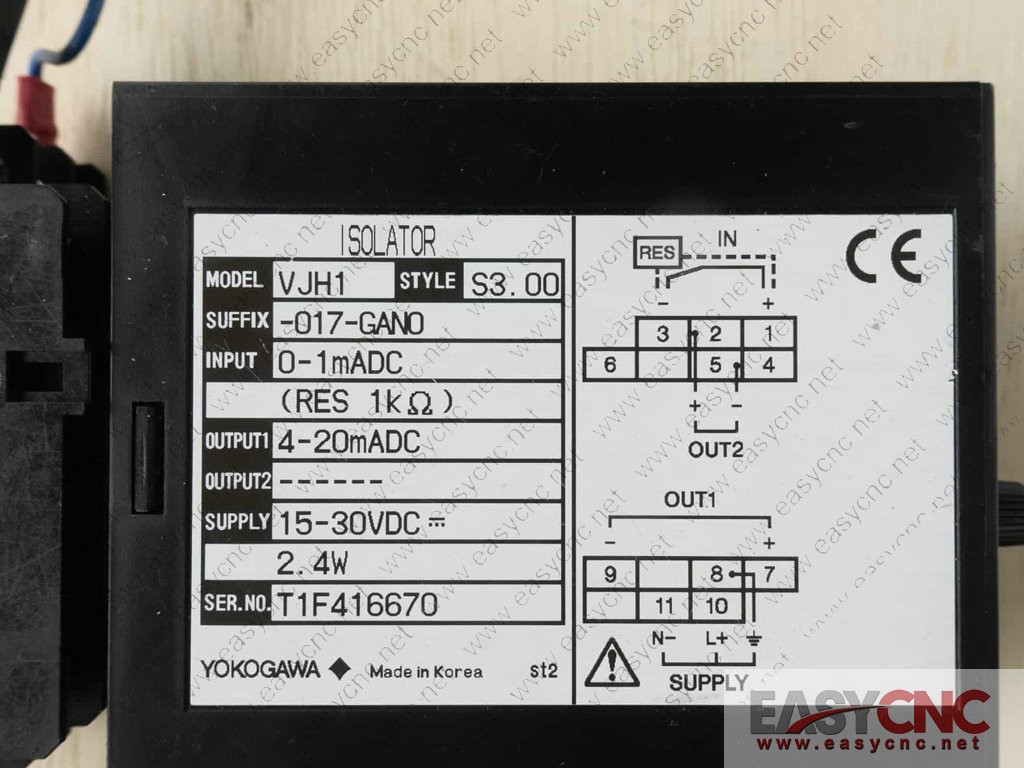 ISOLATOR
MODEL VJH1 STYLE S3.00
SUFFIX -017-GAN0
INPUT 0-1mADC
(RES 1kΩ)
OUTPUT1 4-20mADC
OUTPUT2 ------
SUPPLY 15-30VDC ⎓
2.4W
SER.NO. T1F416670
YOKOGAWA ◆ Made in Korea st2
IN
RES
- +
3 2 1
6 5 4
+ -
OUT2
OUT1
- +
9 8 7
11 10
N- L+ ⏚
SUPPLY
CE
EASYCNC
www.easycnc.net